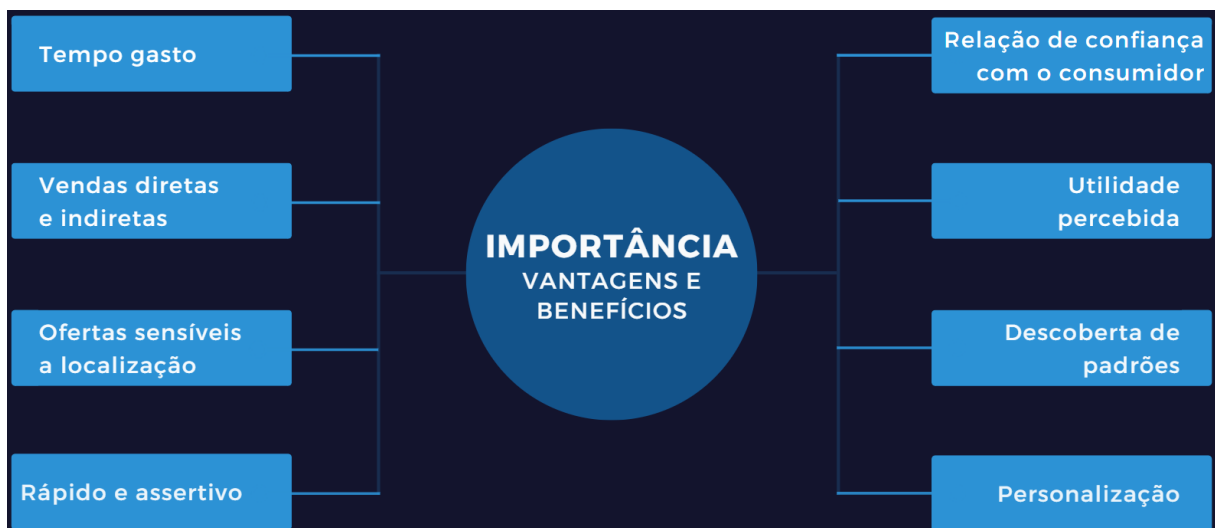 Tempo gasto
Vendas diretas
e indiretas
Ofertas sensíveis
a localização
Rápido e assertivo
IMPORTÂNCIA
VANTAGENS E
BENEFÍCIOS
Relação de confiança
com o consumidor
Utilidade
percebida
Descoberta de
padrões
Personalização